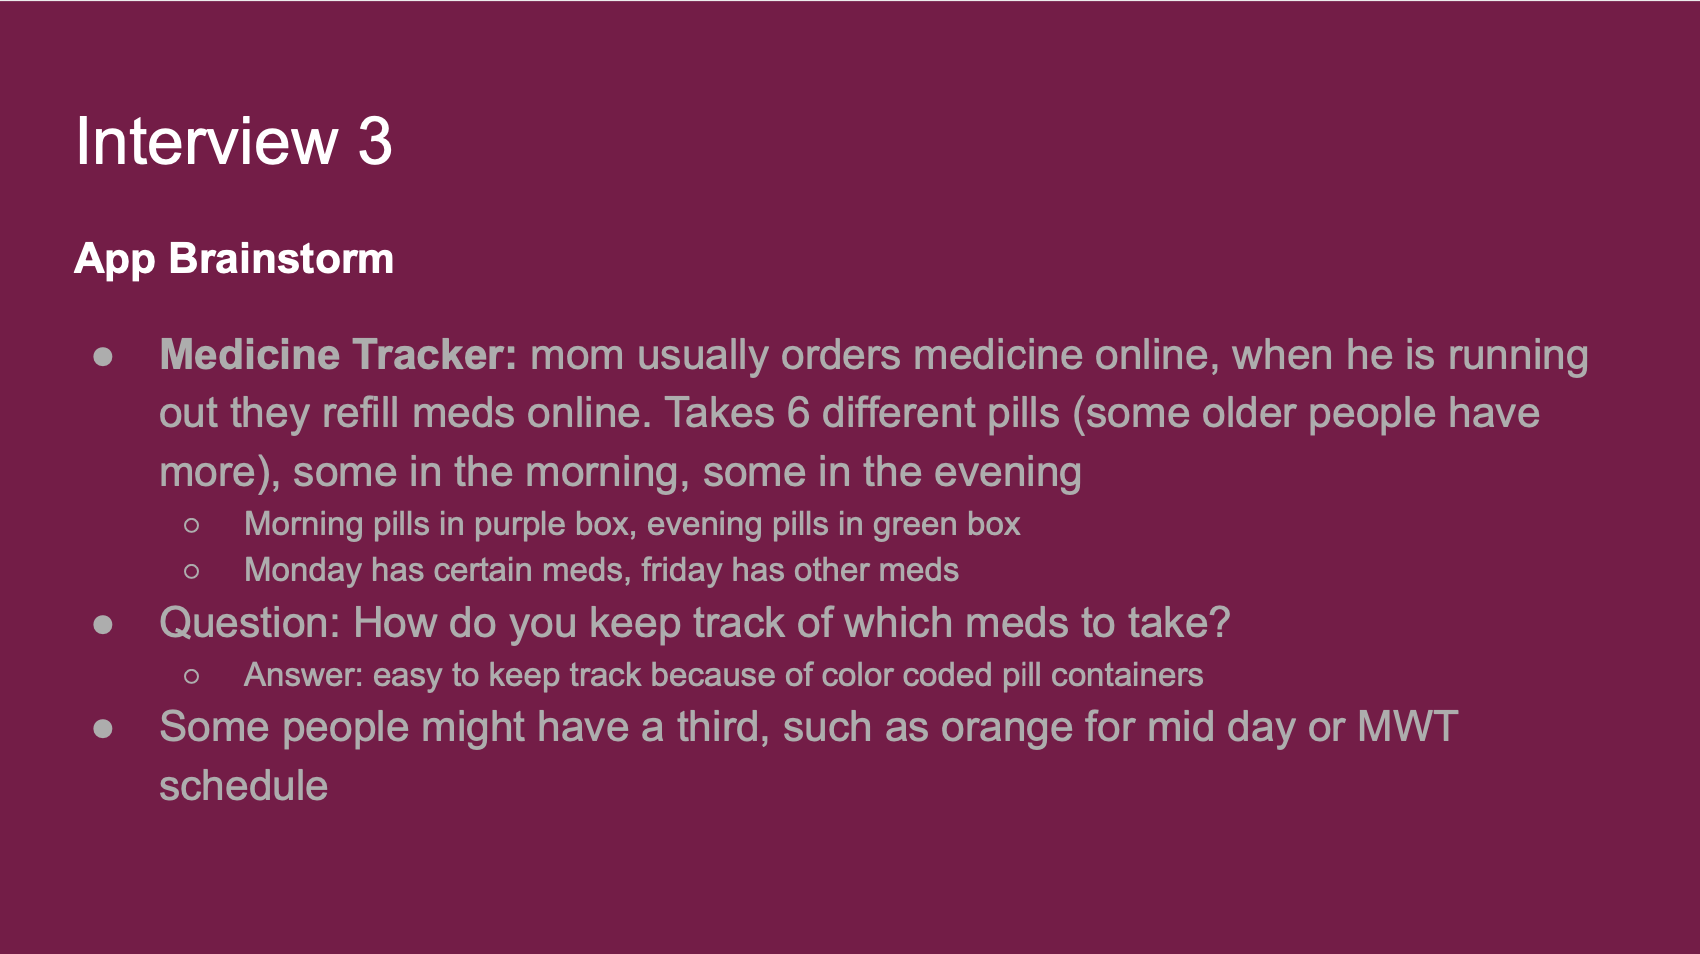 Interview 3
App Brainstorm
● Medicine Tracker: mom usually orders medicine online, when he is running
out they refill meds online. Takes 6 different pills (some older people have
more), some in the morning, some in the evening
○ Morning pills in purple box, evening pills in green box
○ Monday has certain meds, friday has other meds
● Question: How do you keep track of which meds to take?
○ Answer: easy to keep track because of color coded pill containers
● Some people might have a third, such as orange for mid day or MWT
schedule